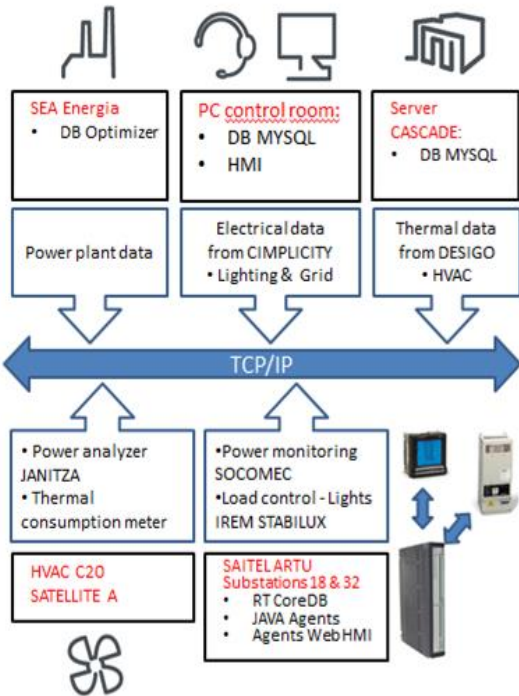 SEA Energia
• DB Optimizer
PC control room:
• DB MYSQL
• HMI
Server
CASCADE:
• DB MYSQL
Power plant data
Electrical data
from CIMPLICITY
• Lighting & Grid
Thermal data
from DESIGO
• HVAC
TCP/IP
• Power analyzer
JANITZA
• Thermal
consumption meter
•Power monitoring
SOCOMEC
•Load control - Lights
IREM STABILUX
HVAC C20
SATELLITE A
SAITEL ARTU
Substations 18 & 32
• RT CoreDB
• JAVA Agents
• Agents WebHMI